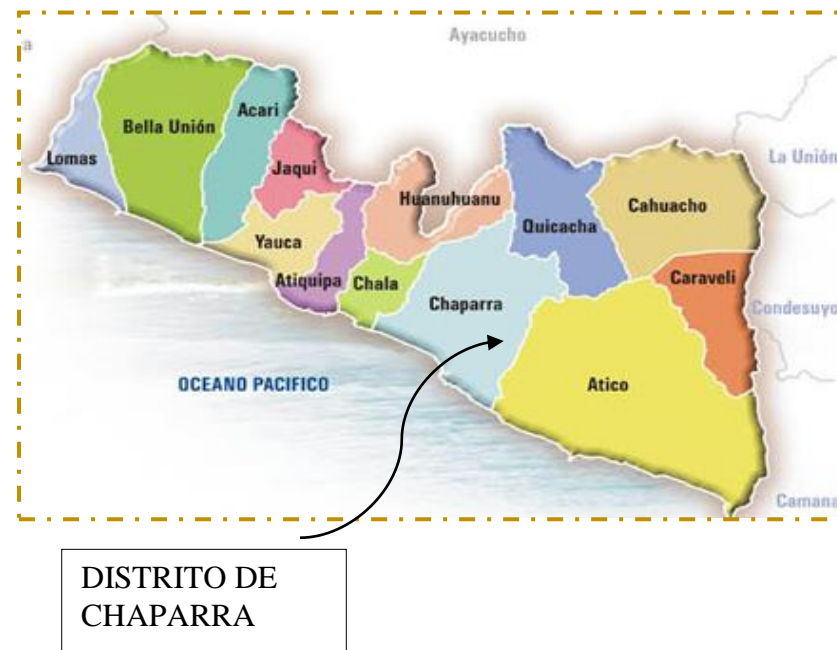 Ayacucho
a
Acari
Bella Unión
La Unión
Lomas
Jaqui
Huanuhuanu
Cahuacho
Quicacha
Yauca
Caraveli
Atiquipa
Chala
Chaparra
Condesuyo
OCEANO PACIFICO
Atico
Camana
DISTRITO DE
CHAPARRA